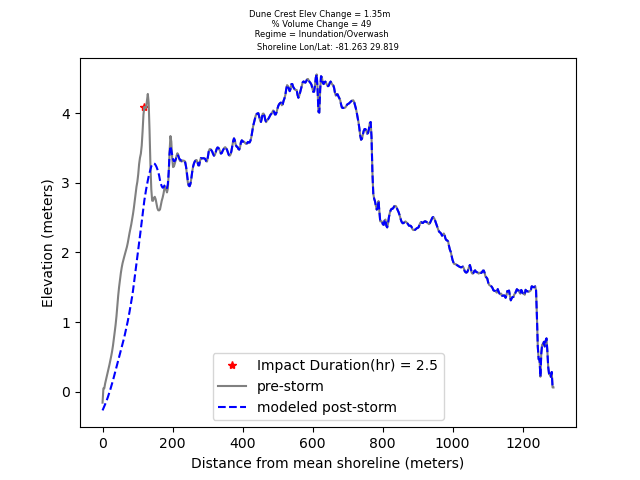 Dune Crest Elev Change = 1.35m
% Volume Change = 49
Regime = Inundation/Overwash
Shoreline Lon/Lat: -81.263 29.819
4
3
2
1
0
Elevation (meters)
Impact Duration(hr) = 2.5
pre-storm
modeled post-storm
0 200 400 600 800 1000 1200
Distance from mean shoreline (meters)